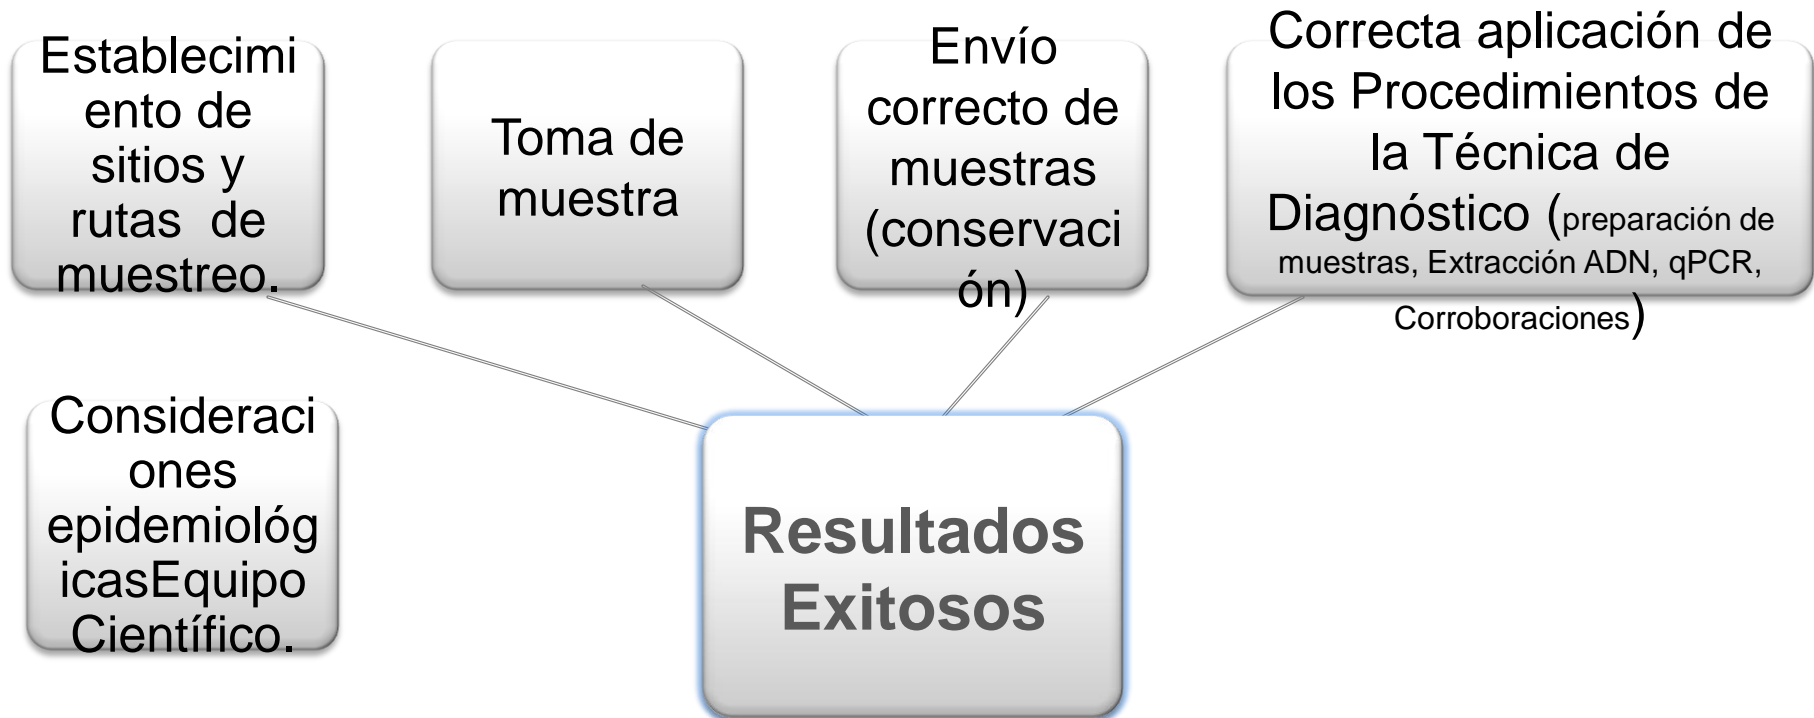 Establecimi
ento de
sitios y
rutas de
muestreo.
Toma de
muestra
Envío
correcto de
muestras
(conservaci
ón)
Correcta aplicación de
los Procedimientos de
la Técnica de
Diagnóstico (preparación de
muestras, Extracción ADN, qPCR,
Corroboraciones)
Consideraci
ones
epidemiológ
icasEquipo
Científico.
Resultados
Exitosos